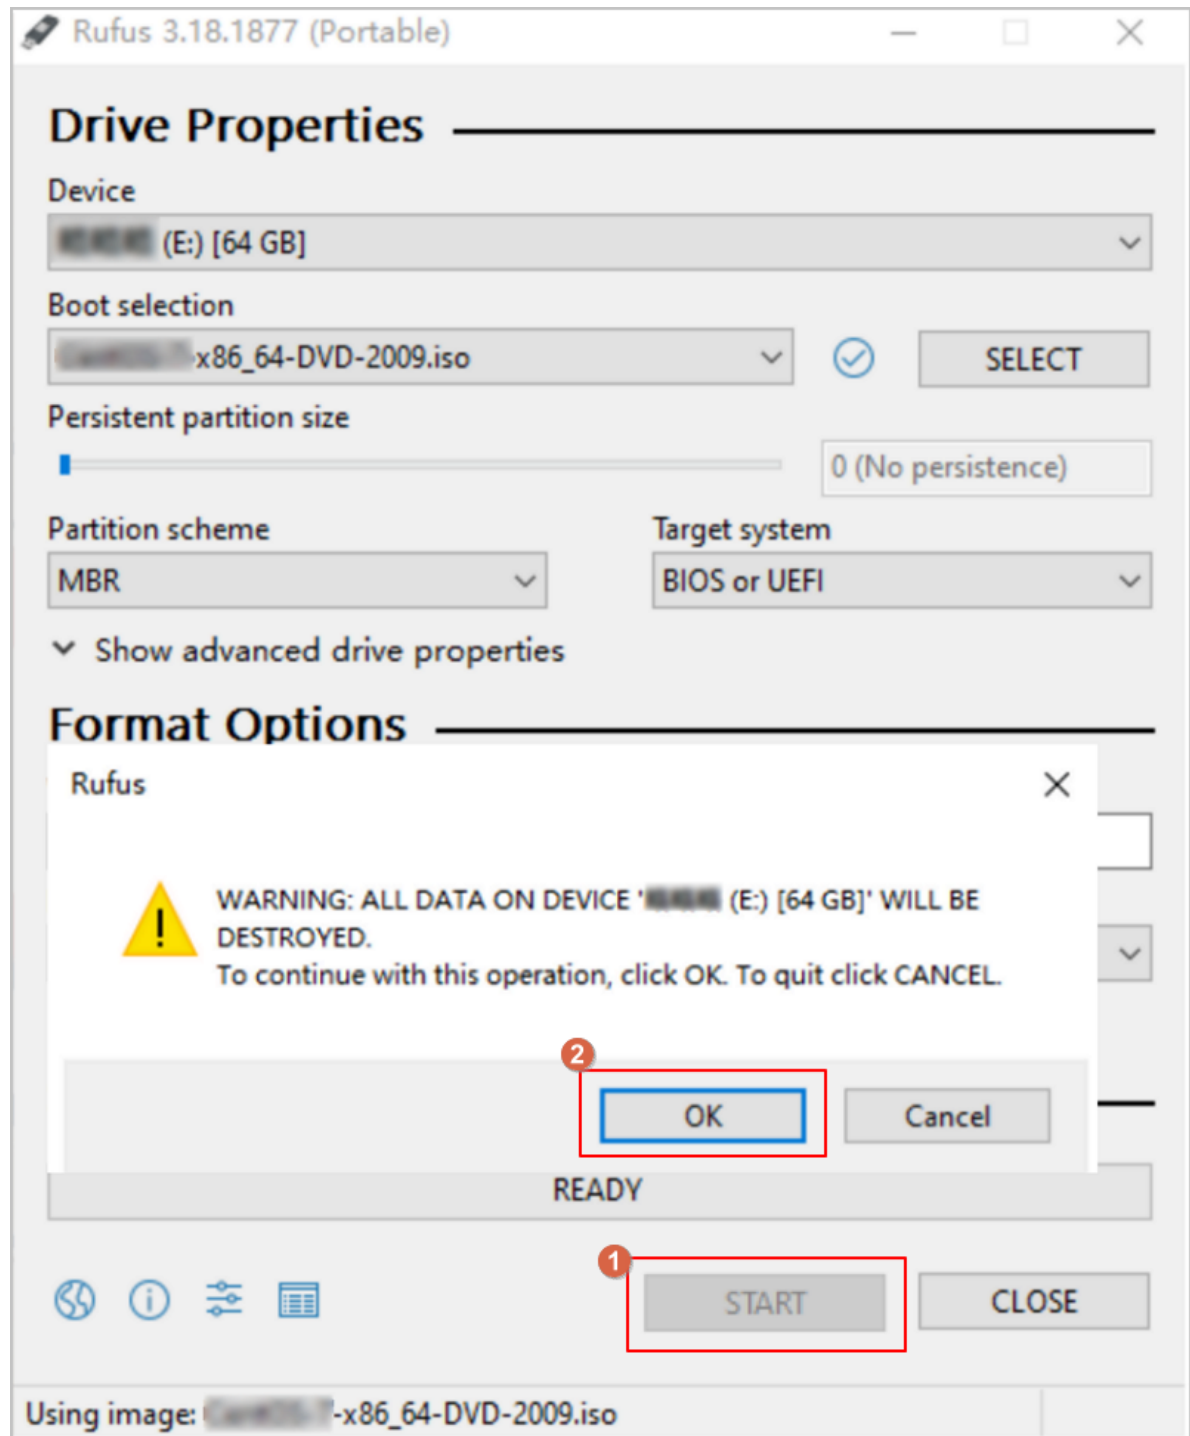 Rufus 3.18.1877 (Portable)
Drive Properties
Device
(E:) [64 GB]
Boot selection
-x86_64-DVD-2009.iso
SELECT
Persistent partition size
0 (No persistence)
Partition scheme
Target system
MBR
BIOS or UEFI
Show advanced drive properties
Format Options
Rufus
WARNING: ALL DATA ON DEVICE ' (E:) [64 GB]' WILL BE
DESTROYED.
To continue with this operation, click OK. To quit click CANCEL.
2
OK
Cancel
READY
1
START
CLOSE
Using image: -x86_64-DVD-2009.iso